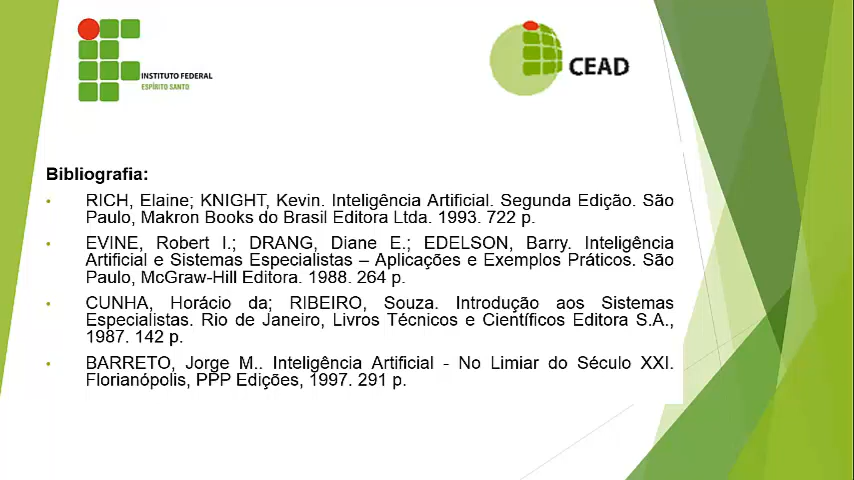 INSTITUTO FEDERAL
ESPÍRITO SANTO
CEAD
Bibliografia:
• RICH, Elaine; KNIGHT, Kevin. Inteligência Artificial. Segunda Edição. São
Paulo, Makron Books do Brasil Editora Ltda. 1993. 722 p.
• EVINE, Robert I.; DRANG, Diane E.; EDELSON, Barry. Inteligência
Artificial e Sistemas Especialistas – Aplicações e Exemplos Práticos. São
Paulo, McGraw-Hill Editora. 1988. 264 p.
• CUNHA, Horácio da; RIBEIRO, Souza. Introdução aos Sistemas
Especialistas. Rio de Janeiro, Livros Técnicos e Científicos Editora S.A.,
1987. 142 p.
• BARRETO, Jorge M.. Inteligência Artificial - No Limiar do Século XXI.
Florianópolis, PPP Edições, 1997. 291 p.